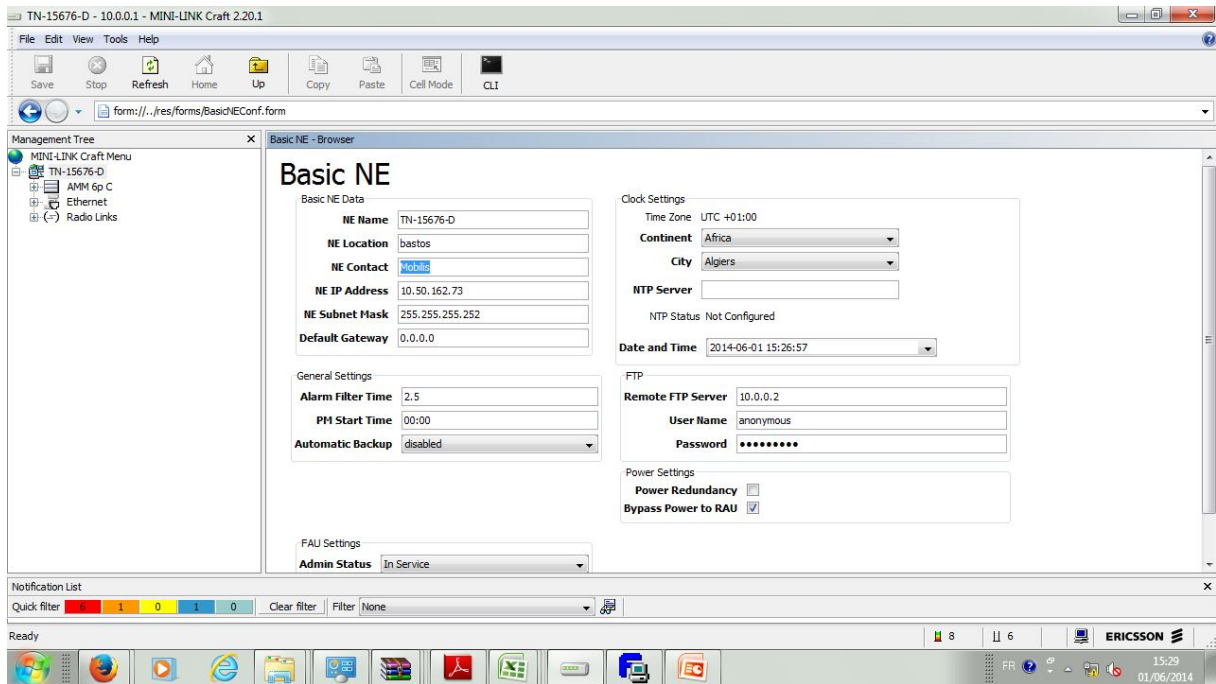 TN-15676-D - 10.0.0.1 - MINI-LINK Craft 2.20.1
File Edit View Tools Help
Save Stop Refresh Home Up Copy Paste Cell Mode CLI
form://../res/forms/BasicNEConf.form
Management Tree
MINI-LINK Craft Menu
TN-15676-D
AMM 6p C
Ethernet
Radio Links
Basic NE - Browser
Basic NE
Basic NE Data
NE Name TN-15676-D
NE Location bastos
NE Contact Mobilis
NE IP Address 10.50.162.73
NE Subnet Mask 255.255.255.252
Default Gateway 0.0.0.0
Clock Settings
Time Zone UTC +01:00
Continent Africa
City Algiers
NTP Server
NTP Status Not Configured
Date and Time 2014-06-01 15:26:57
General Settings
Alarm Filter Time 2.5
PM Start Time 00:00
Automatic Backup disabled
FTP
Remote FTP Server 10.0.0.2
User Name anonymous
Password •••••••••
Power Settings
Power Redundancy
Bypass Power to RAU
FAU Settings
Admin Status In Service
Notification List
Quick filter 6 1 0 1 0 Clear filter Filter None
Ready 8 6 ERICSSON
FR 15:29
01/06/2014